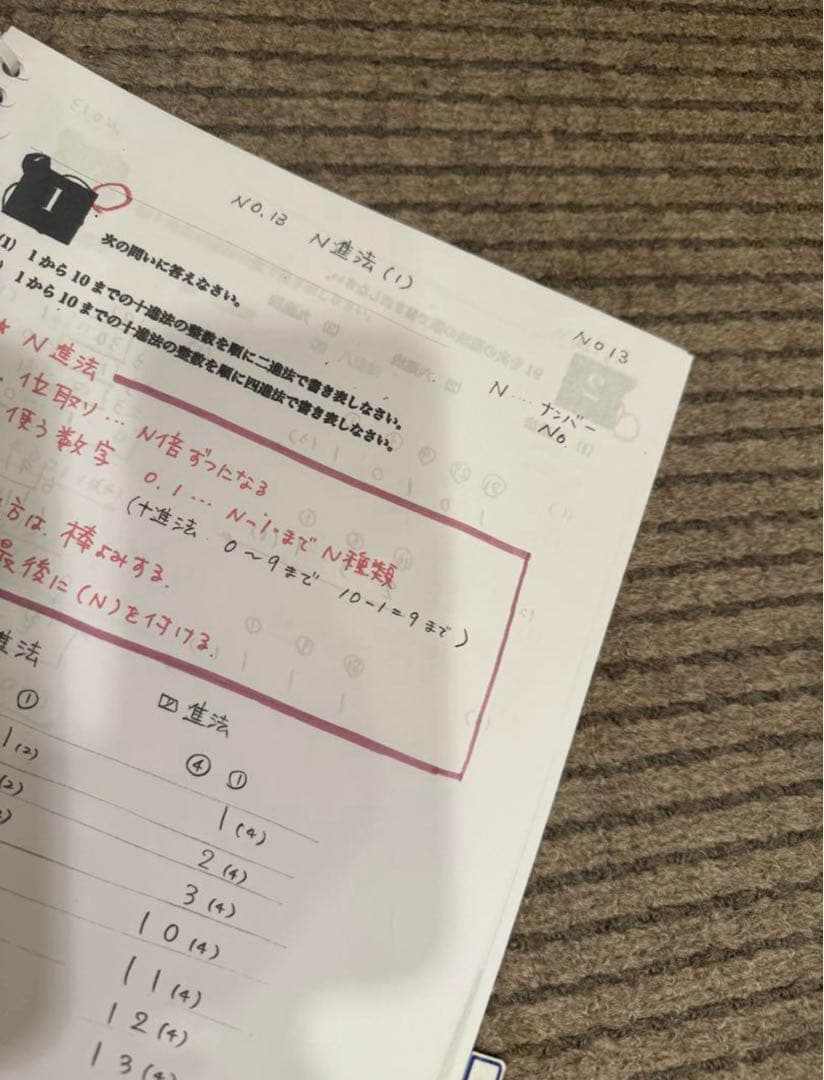 NO.13 N進法(1)
NO13
1
次の問いに答えなさい。
(1) 1から10までの十進法の整数を順に二進法で書き表しなさい。
1から10までの十進法の整数を順に四進法で書き表しなさい。
N…ナンバー
No.
★ N進法
位取り… N倍ずつになる
使う数字 0.1… N-1まで N種類
(十進法 0〜9まで 10-1=9まで)
方は、棒よみする.
最後に(N)を付ける.
進法
四進法
①
④ ①
1(2)
(2)
1(4)
2(4)
3(4)
10(4)
11(4)
12(4)
13(4)